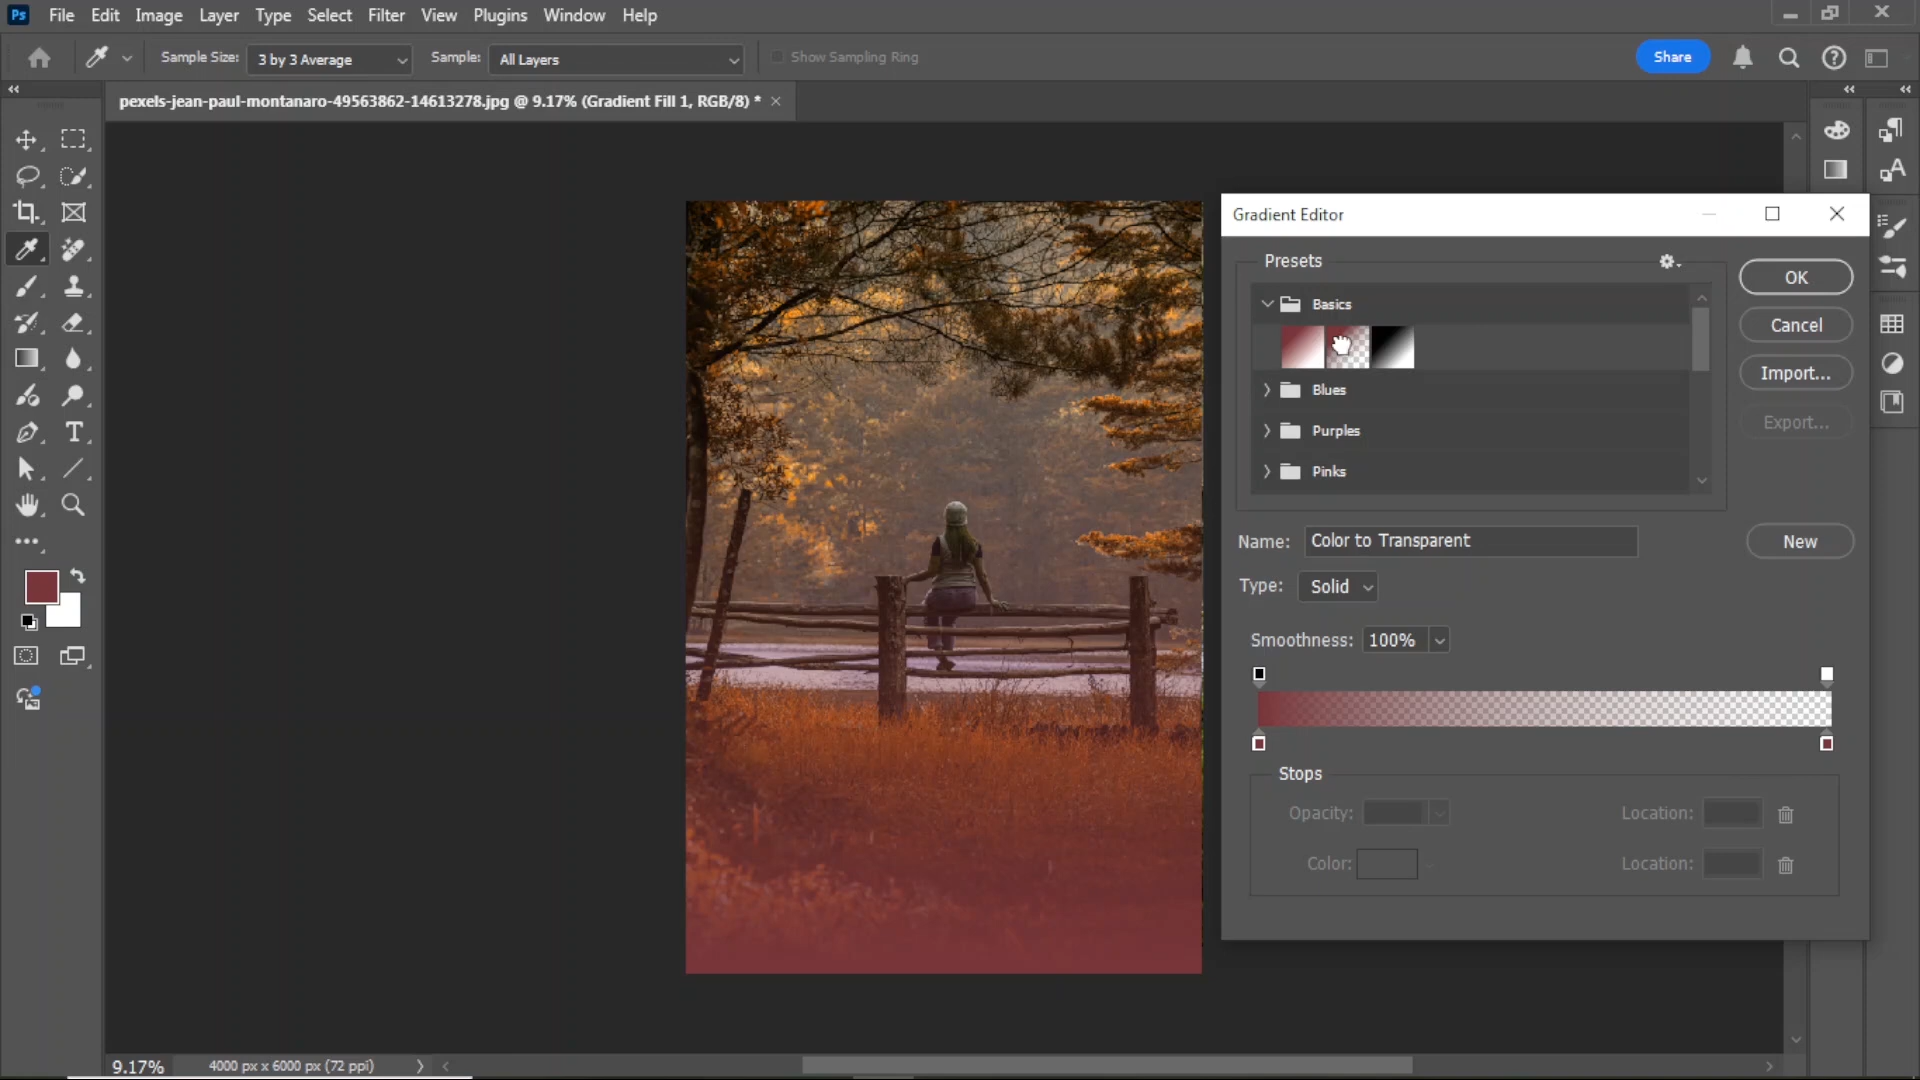 Ps File Edit Image Layer Type Select Filter View Plugins Window Help
Sample Size: 3 by 3 Average Sample: All Layers Show Sampling Ring Share
pexels-jean-paul-montanaro-49563862-14613278.jpg @ 9.17% (Gradient Fill 1, RGB/8) *
Gradient Editor
Presets
Basics
Blues
Purples
Pinks
OK
Cancel
Import...
Export...
Name: Color to Transparent New
Type: Solid
Smoothness: 100%
Stops
Opacity: Location:
Color: Location:
9.17% 4000 px x 6000 px (72 ppi)